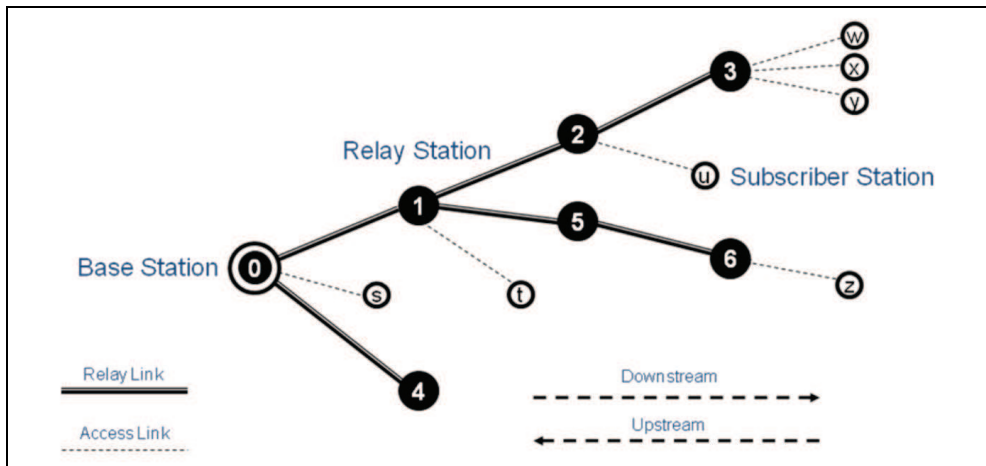 w
3
x
y
2
Relay Station
u
Subscriber Station
1
5
6
Base Station
0
s
t
z
Relay Link
4
Downstream
Access Link
Upstream